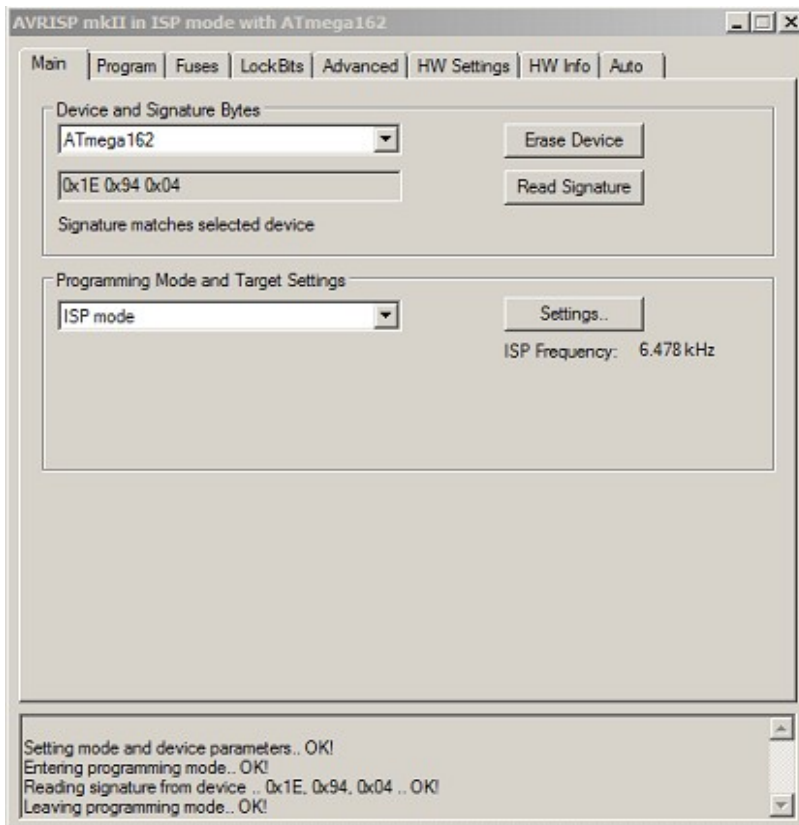 AVRISP mkII in ISP mode with ATmega162
Main Program Fuses LockBits Advanced HW Settings HW Info Auto
Device and Signature Bytes
ATmega162 Erase Device
0x1E 0x94 0x04 Read Signature
Signature matches selected device
Programming Mode and Target Settings
ISP mode Settings..
ISP Frequency: 6.478 kHz
Setting mode and device parameters.. OK!
Entering programming mode.. OK!
Reading signature from device .. 0x1E, 0x94, 0x04 .. OK!
Leaving programming mode.. OK!